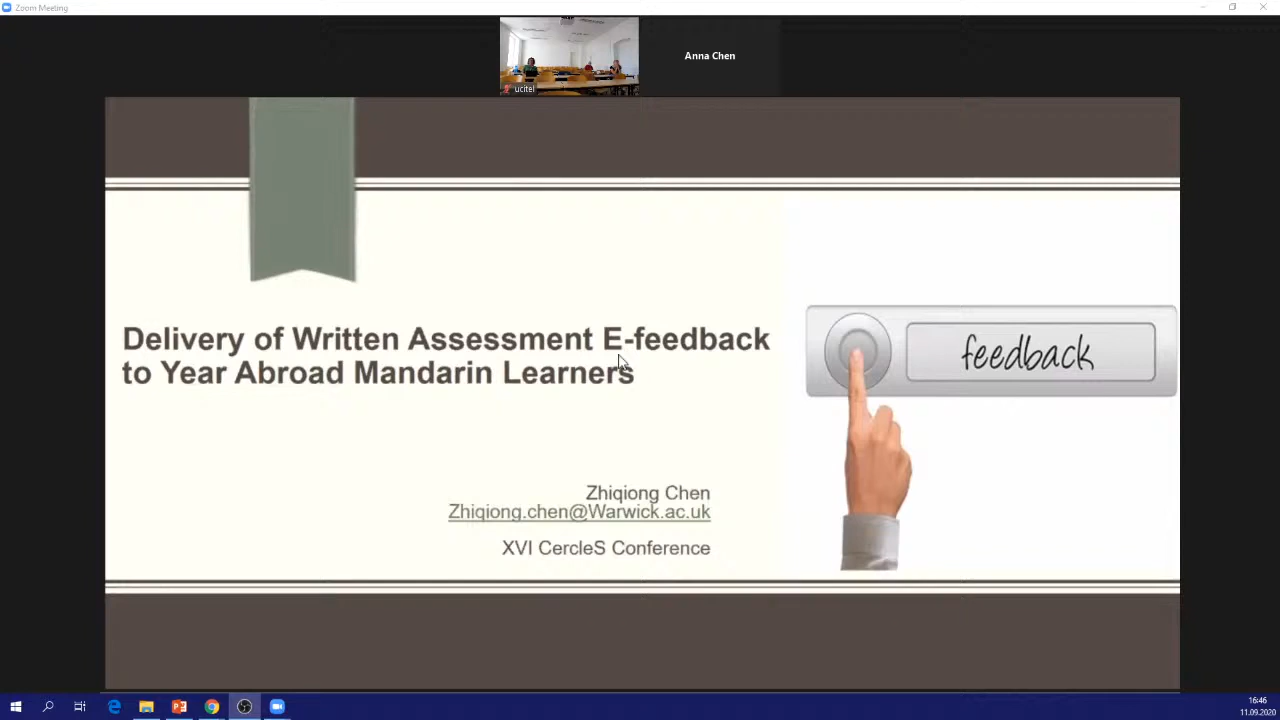 Zoom Meeting
Anna Chen
ucitel
Delivery of Written Assessment E-feedback
to Year Abroad Mandarin Learners
feedback
Zhiqiong Chen
Zhiqiong.chen@Warwick.ac.uk
XVI CercleS Conference
16:46
11.09.2020